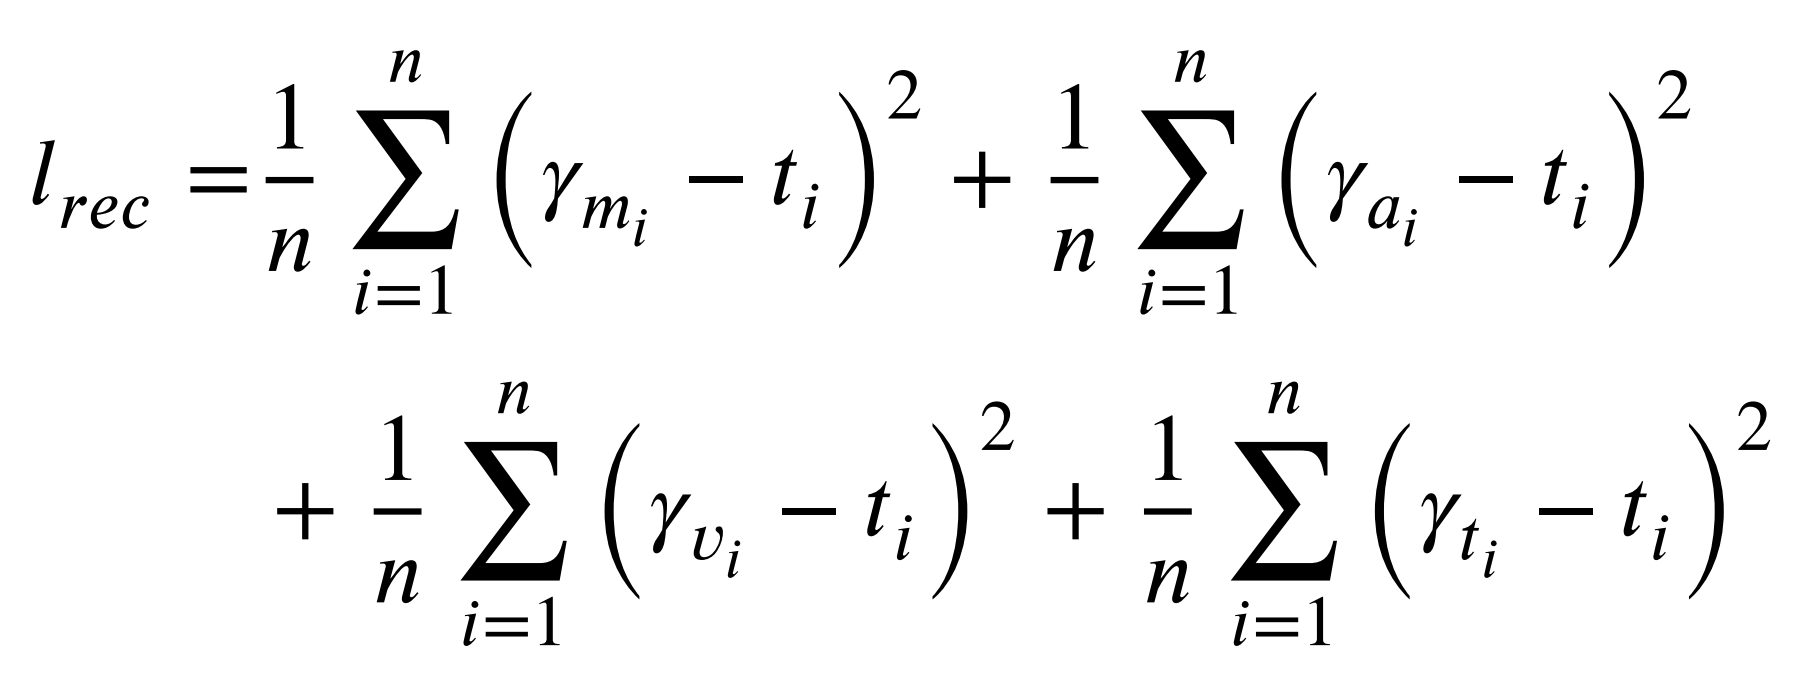 l_{rec} = \frac{1}{n} \sum_{i=1}^{n} \left( \gamma_{m_i} - t_i \right)^2 + \frac{1}{n} \sum_{i=1}^{n} \left( \gamma_{a_i} - t_i \right)^2
+ \frac{1}{n} \sum_{i=1}^{n} \left( \gamma_{v_i} - t_i \right)^2 + \frac{1}{n} \sum_{i=1}^{n} \left( \gamma_{t_i} - t_i \right)^2